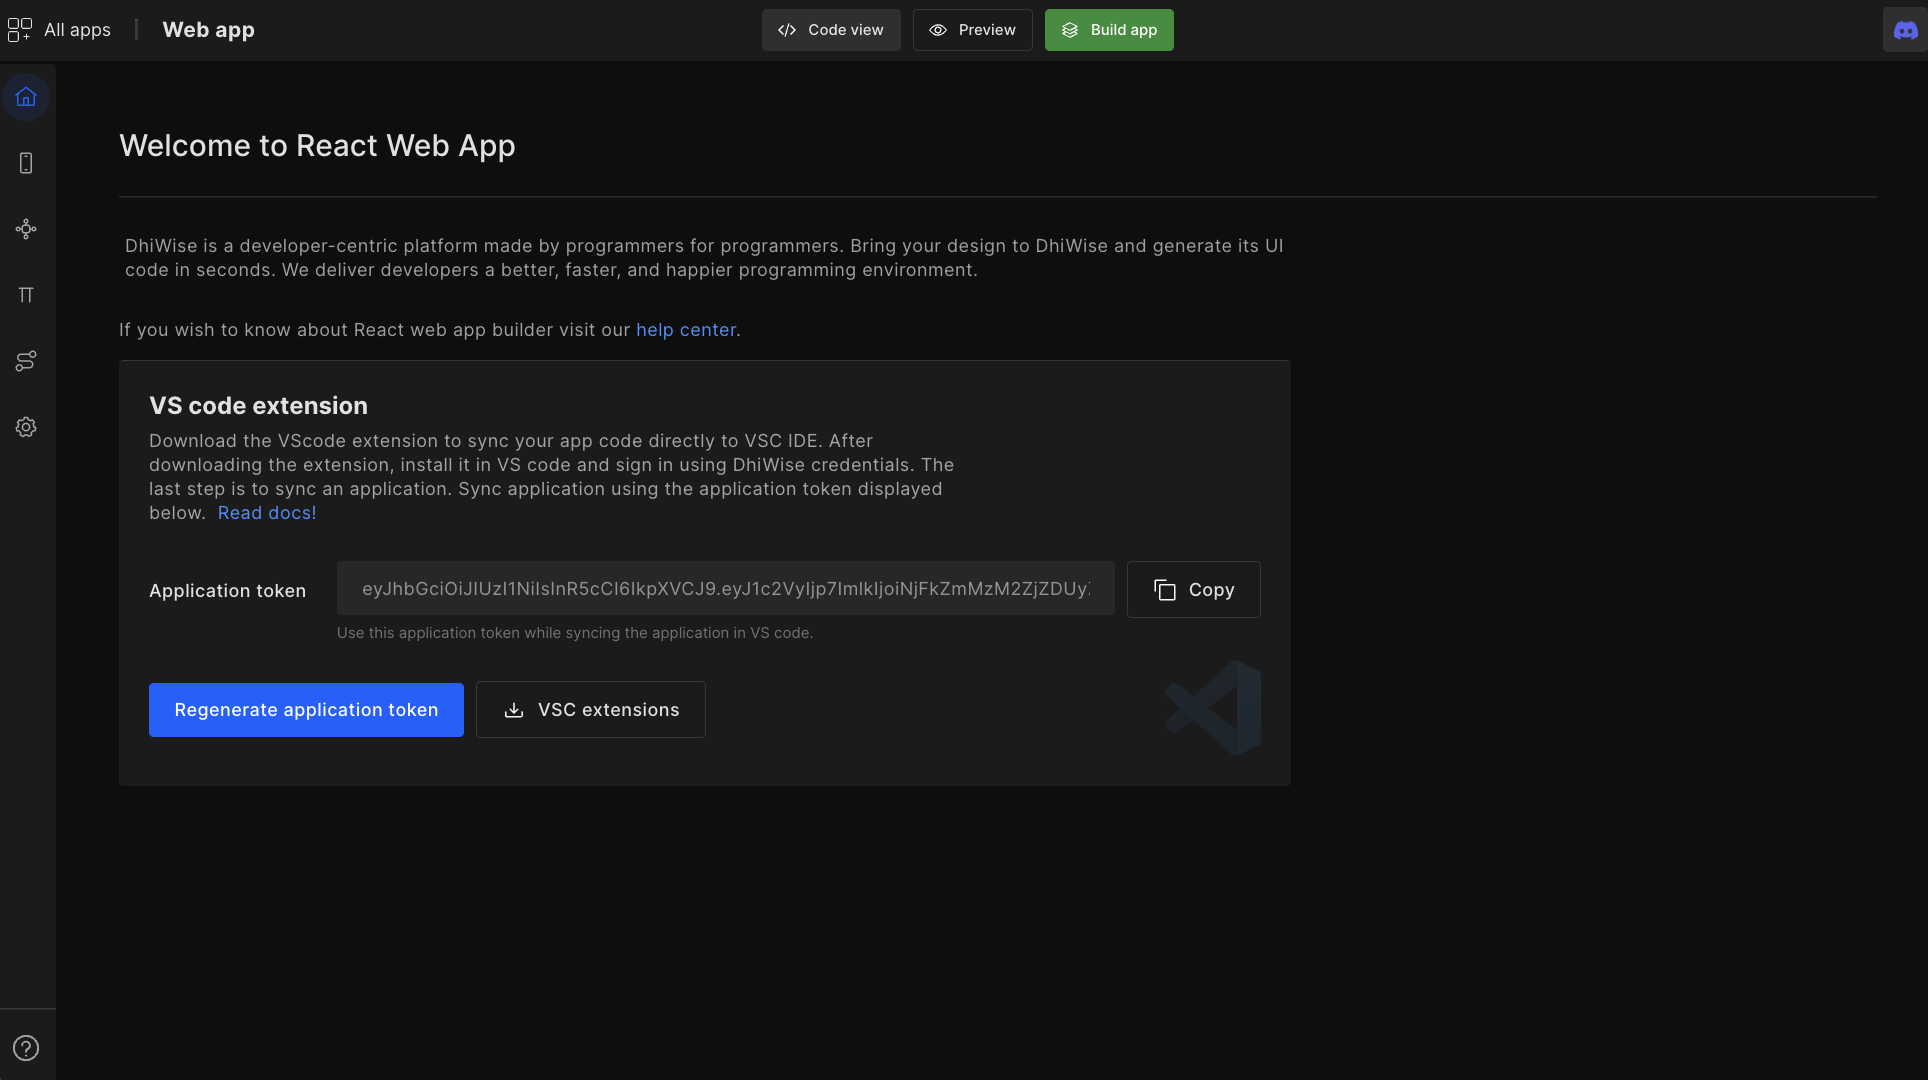 All apps
Web app
Code view
Preview
Build app
Welcome to React Web App
DhiWise is a developer-centric platform made by programmers for programmers. Bring your design to DhiWise and generate its UI
code in seconds. We deliver developers a better, faster, and happier programming environment.
If you wish to know about React web app builder visit our help center.
VS code extension
Download the VScode extension to sync your app code directly to VSC IDE. After
downloading the extension, install it in VS code and sign in using DhiWise credentials. The
last step is to sync an application. Sync application using the application token displayed
below. Read docs!
Application token
Copy
Use this application token while syncing the application in VS code.
Regenerate application token
VSC extensions